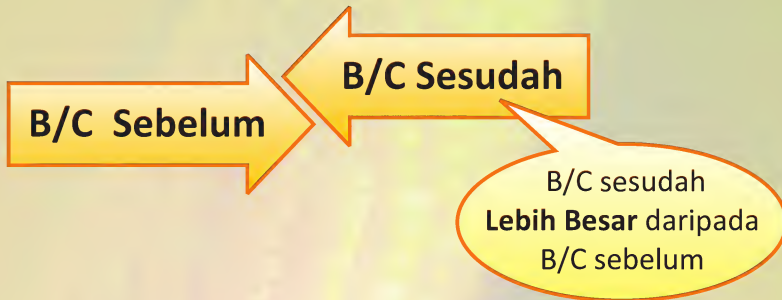 B/C Sebelum
B/C Sesudah
B/C sesudah
Lebih Besar daripada
B/C sebelum